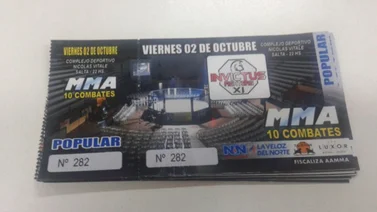 VIERNES 02 DE OCTUBRE
COMPLEJO DEPORTIVO
NICOLAS VITALE
SALTA - 22 HS
MMA
10 COMBATES
POPULAR
Nº 282
VIERNES 02 DE OCTUBRE
INVICTUS
XI
COMPLEJO DEPORTIVO
NICOLAS VITALE
SALTA - 22 HS
MMA
10 COMBATES
POPULAR
Nº 282
LA VELOZ
DEL NORTE
LUXOR
FISCALIZA AAMMA